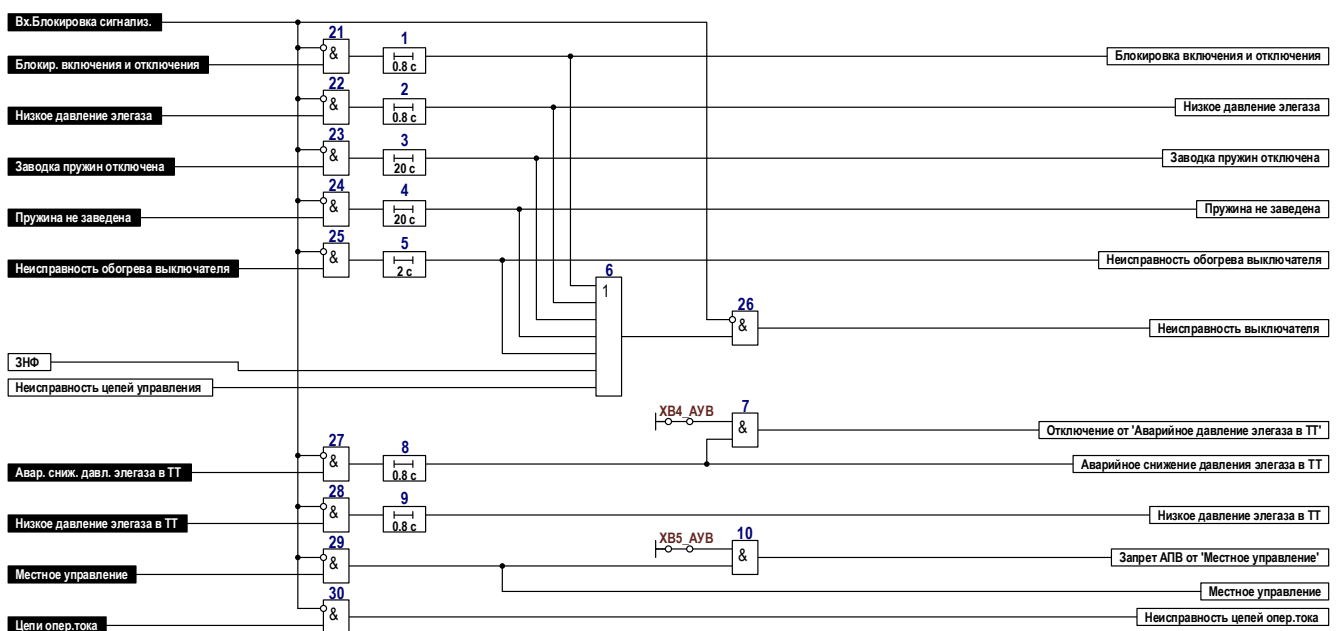 Вх.Блокировка сигнализ.
21
&
1
0.8 с
Блокир. включения и отключения
Блокировка включения и отключения
22
&
2
0.8 с
Низкое давление элегаза
Низкое давление элегаза
23
&
3
20 с
Заводка пружин отключена
Заводка пружин отключена
24
&
4
20 с
Пружина не заведена
Пружина не заведена
25
&
5
2 с
Неисправность обогрева выключателя
Неисправность обогрева выключателя
6
1
26
&
Неисправность выключателя
ЗНФ
Неисправность цепей управления
XB4_АУВ
7
&
Отключение от 'Аварийное давление элегаза в ТТ'
27
&
8
0.8 с
Авар. сниж. давл. элегаза в ТТ
Аварийное снижение давления элегаза в ТТ
28
&
9
0.8 с
Низкое давление элегаза в ТТ
Низкое давление элегаза в ТТ
29
&
XB5_АУВ
10
&
Запрет АПВ от 'Местное управление'
Местное управление
Местное управление
30
&
Цепи опер.тока
Неисправность цепей опер.тока